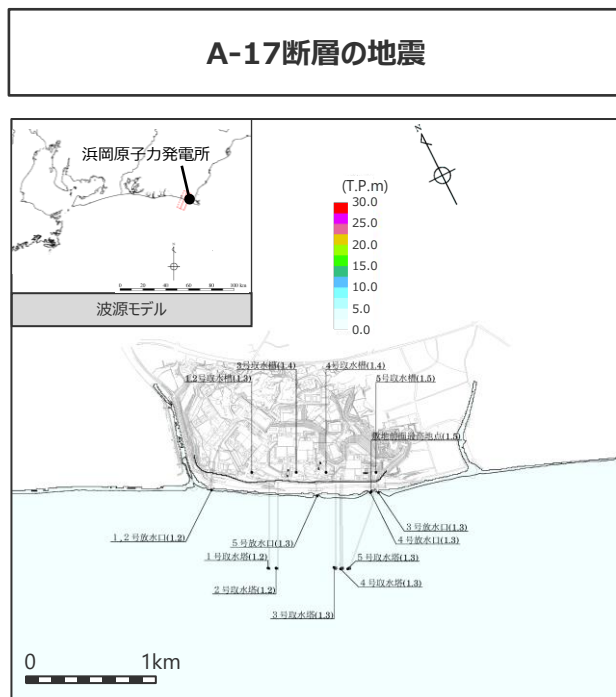 A-17断層の地震
浜岡原子力発電所
0 20 40 60 80 100 km
波源モデル
N
(T.P.m)
30.0
25.0
20.0
15.0
10.0
5.0
0.0
3号取水槽(1.4)
4号取水槽(1.4)
1,2号取水槽(1.3)
5号取水槽(1.5)
敷地前面最高地点(1.5)
1,2号放水口(1.2)
5号放水口(1.3)
3号放水口(1.3)
4号放水口(1.3)
1号取水塔(1.2)
5号取水塔(1.3)
2号取水塔(1.2)
4号取水塔(1.3)
3号取水塔(1.3)
0 1km